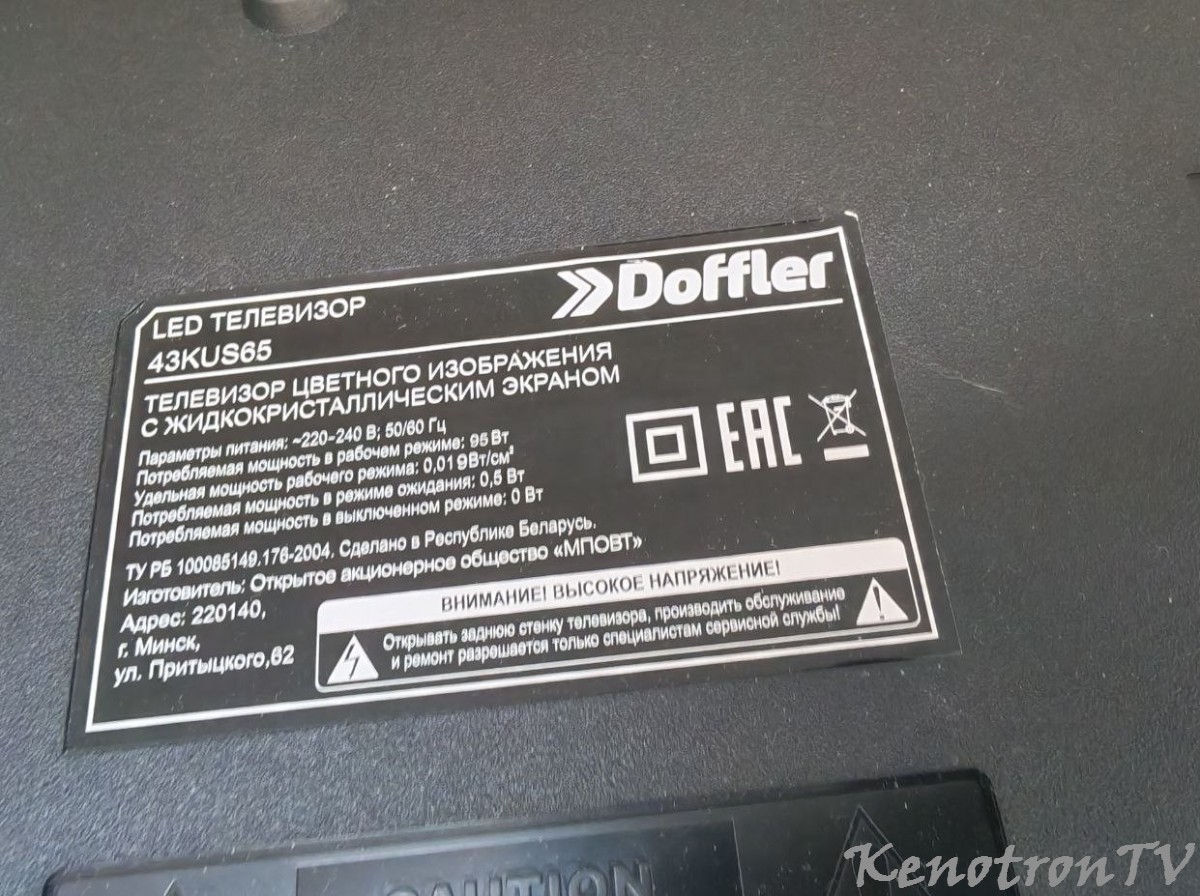 Doffler
LED ТЕЛЕВИЗОР
43KUS65
ТЕЛЕВИЗОР ЦВЕТНОГО ИЗОБРАЖЕНИЯ
С ЖИДКОКРИСТАЛЛИЧЕСКИМ ЭКРАНОМ
Параметры питания: ~220-240 В; 50/60 Гц
Потребляемая мощность в рабочем режиме: 95 Вт
Удельная мощность рабочего режима: 0,019Вт/см²
Потребляемая мощность в режиме ожидания: 0,5 Вт
Потребляемая мощность в выключенном режиме: 0 Вт
EAC
ТУ РБ 100085149.176-2004. Сделано в Республике Беларусь.
Изготовитель: Открытое акционерное общество «МПОВТ»
Адрес: 220140,
г. Минск,
ул. Притыцкого,62
ВНИМАНИЕ! ВЫСОКОЕ НАПРЯЖЕНИЕ!
Открывать заднюю стенку телевизора, производить обслуживание
и ремонт разрешается только специалистам сервисной службы!
CAUTION
KenotronTV